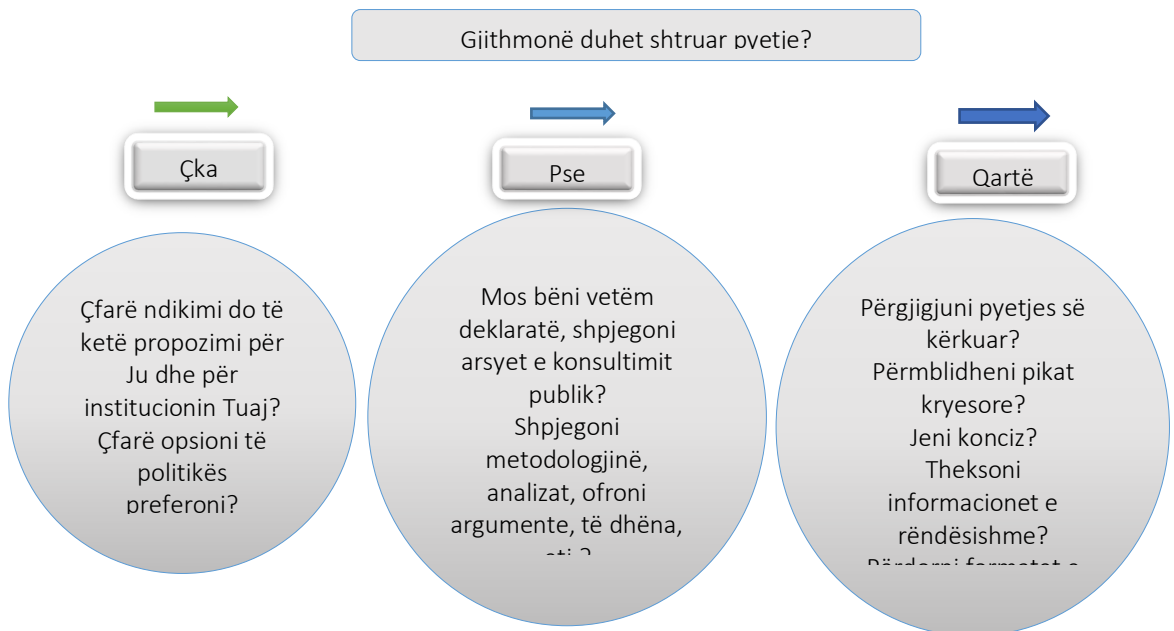 Gjithmonë duhet shtruar pyetje?
Çka
Çfarë ndikimi do të
ketë propozimi për
Ju dhe për
institucionin Tuaj?
Çfarë opsioni të
politikës
preferoni?
Pse
Mos bëni vetëm
deklaratë, shpjegoni
arsyet e konsultimit
publik?
Shpjegoni
metodologjinë,
analizat, ofroni
argumente, të dhëna,
Qartë
Përgjigjuni pyetjes së
kërkuar?
Përmblidheni pikat
kryesore?
Jeni konciz?
Theksoni
informacionet e
rëndësishme?
Përdorni formatet e